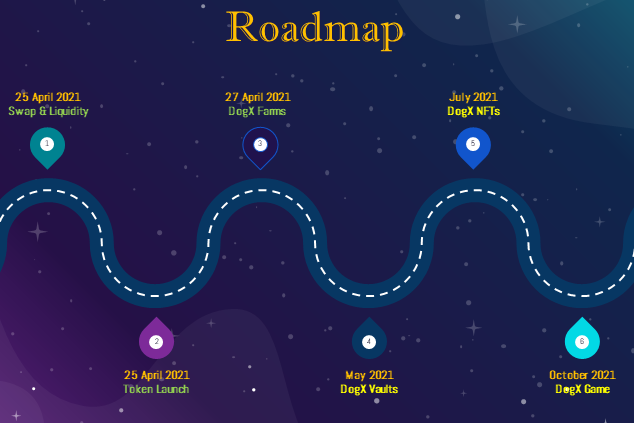 Roadmap
25 April 2021
Swap & Liquidity
1
25 April 2021
Token Launch
2
27 April 2021
DogX Farms
3
May 2021
DogX Vaults
4
July 2021
DogX NFTs
5
October 2021
DogX Game
6